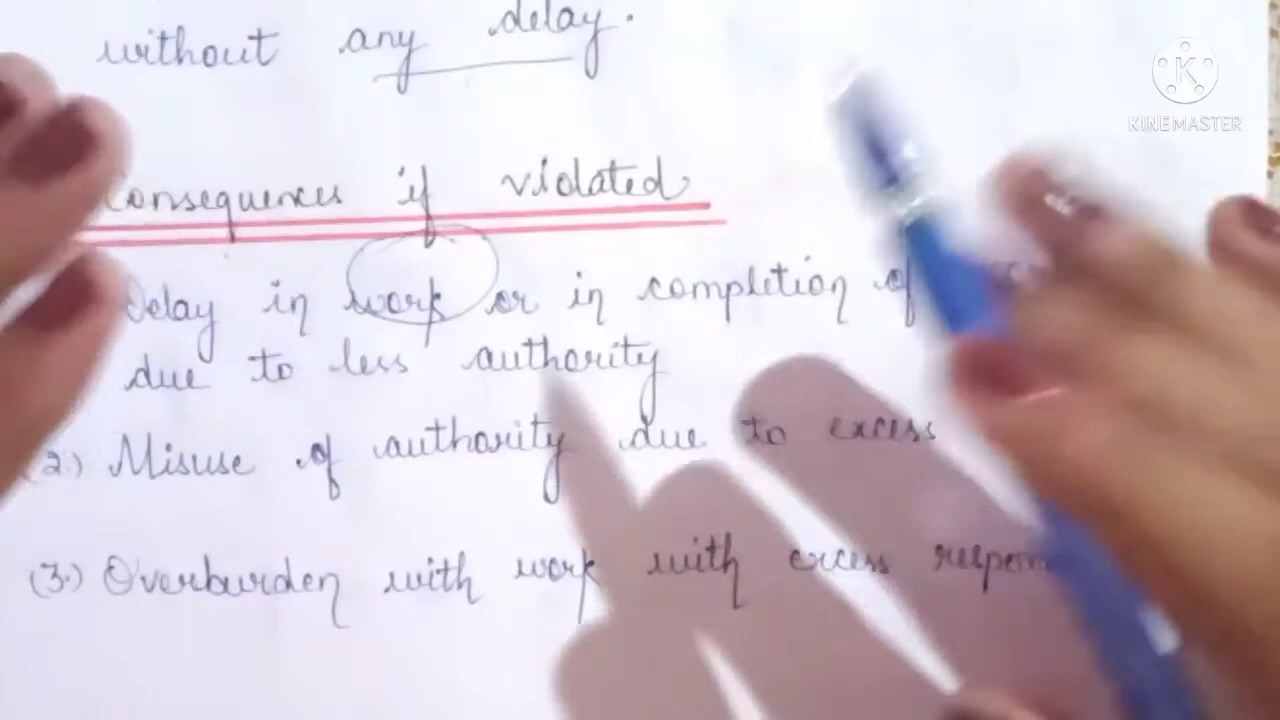 without any delay.
KINEMASTER
Consequences if violated
Delay in work or in completion of
due to less authority
(2.) Misuse of authority due to excess
(3.) Overburden with work with excess